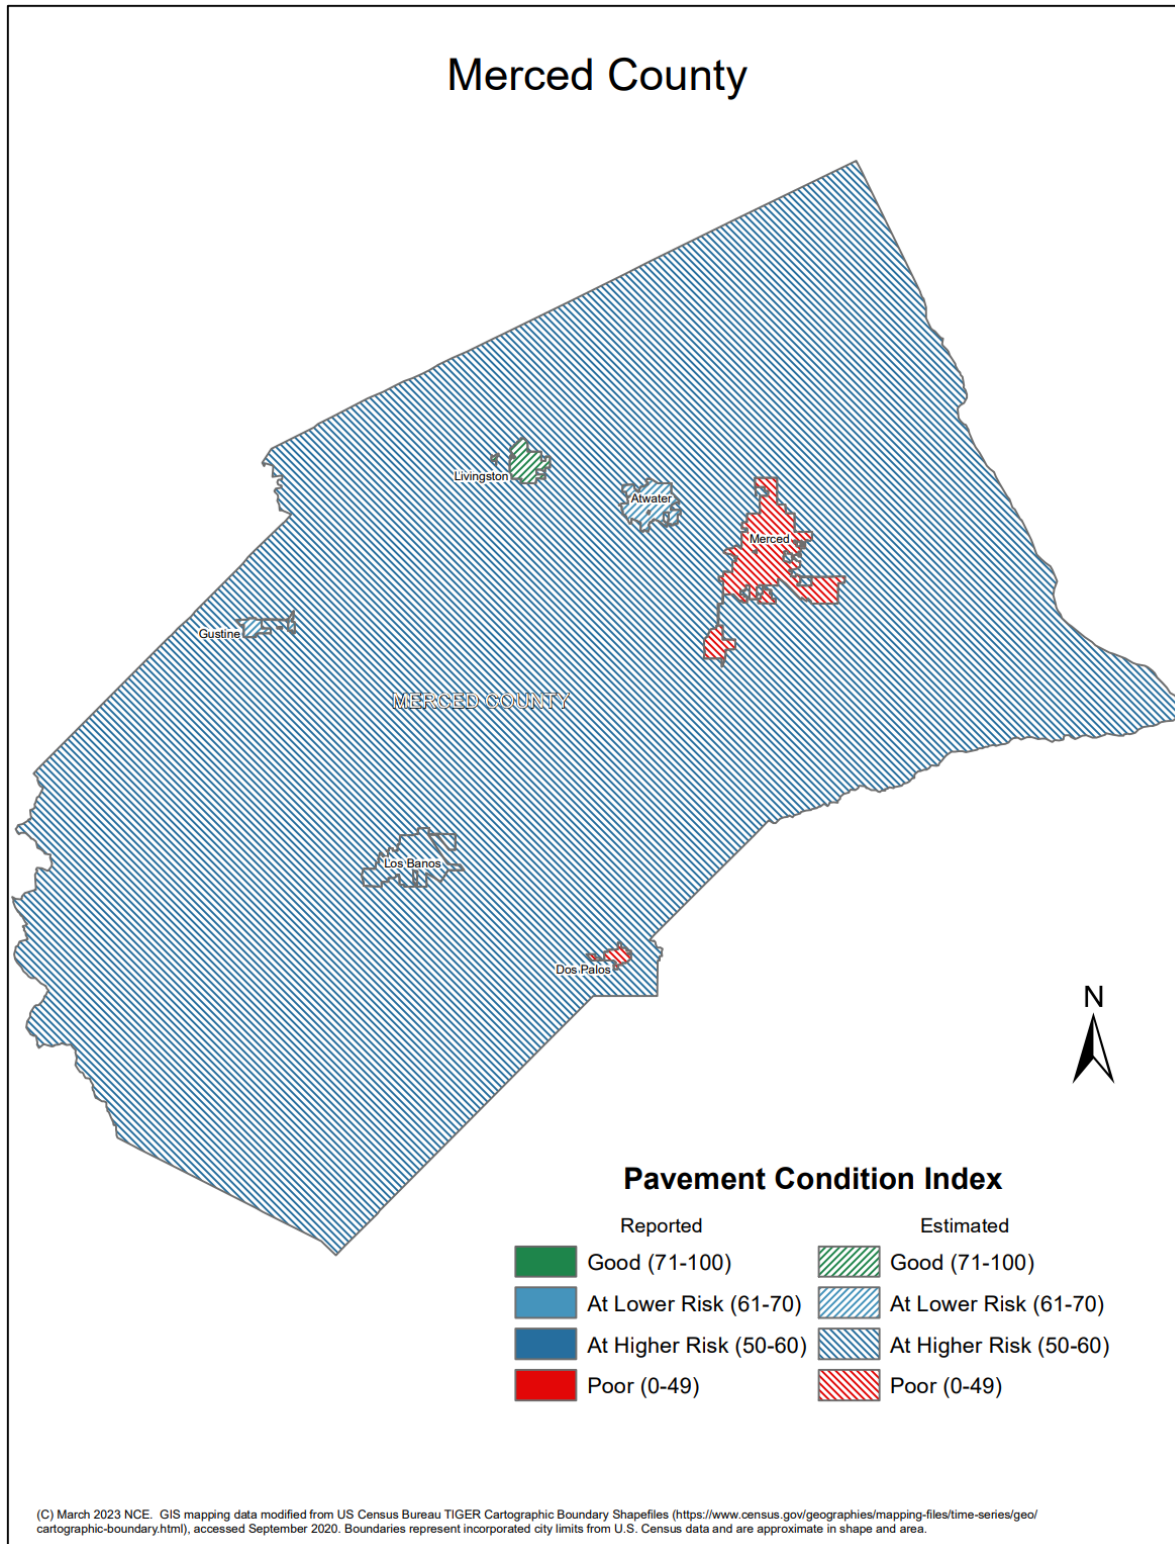 Merced County
Livingston
Atwater
Merced
Gustine
MERCED COUNTY
Los Banos
Dos Palos
N
Pavement Condition Index
Reported Estimated
Good (71-100) Good (71-100)
At Lower Risk (61-70) At Lower Risk (61-70)
At Higher Risk (50-60) At Higher Risk (50-60)
Poor (0-49) Poor (0-49)
(C) March 2023 NCE. GIS mapping data modified from US Census Bureau TIGER Cartographic Boundary Shapefiles (https://www.census.gov/geographies/mapping-files/time-series/geo/
cartographic-boundary.html), accessed September 2020. Boundaries represent incorporated city limits from U.S. Census data and are approximate in shape and area.